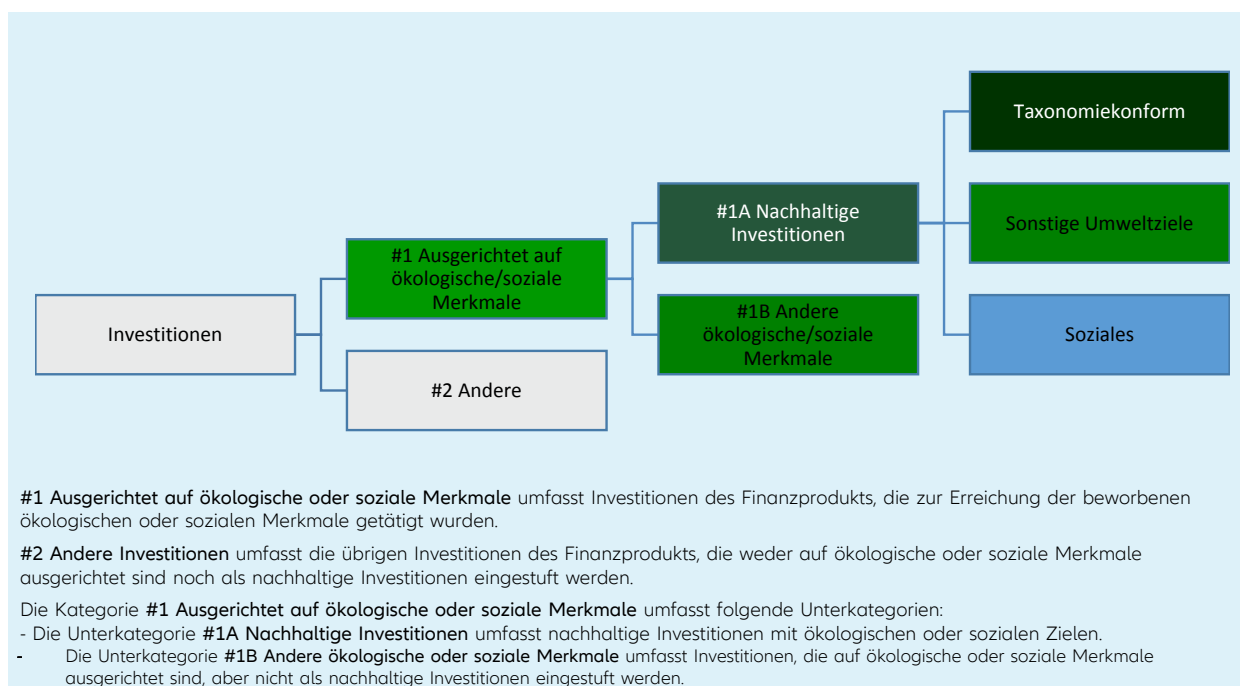 Taxonomiekonform
#1A Nachhaltige
Investitionen
Sonstige Umweltziele
#1 Ausgerichtet auf
ökologische/soziale
Merkmale
#1B Andere
ökologische/soziale
Merkmale
Investitionen
Soziales
#2 Andere
#1 Ausgerichtet auf ökologische oder soziale Merkmale umfasst Investitionen des Finanzprodukts, die zur Erreichung der beworbenen
ökologischen oder sozialen Merkmale getätigt wurden.
#2 Andere Investitionen umfasst die übrigen Investitionen des Finanzprodukts, die weder auf ökologische oder soziale Merkmale
ausgerichtet sind noch als nachhaltige Investitionen eingestuft werden.
Die Kategorie #1 Ausgerichtet auf ökologische oder soziale Merkmale umfasst folgende Unterkategorien:
- Die Unterkategorie #1A Nachhaltige Investitionen umfasst nachhaltige Investitionen mit ökologischen oder sozialen Zielen.
- Die Unterkategorie #1B Andere ökologische oder soziale Merkmale umfasst Investitionen, die auf ökologische oder soziale Merkmale
ausgerichtet sind, aber nicht als nachhaltige Investitionen eingestuft werden.